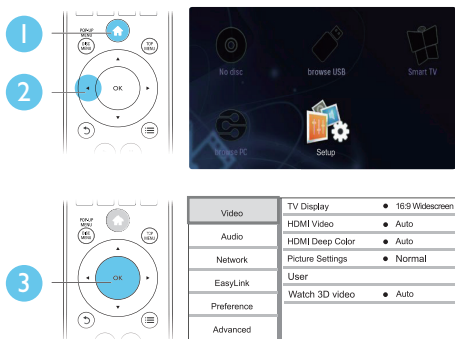 1
POP-UP
MENU
DISC
MENU
TOP
MENU
2
OK
No disc
browse USB
Smart TV
browse PC
Setup
POP-UP
MENU
DISC
MENU
TOP
MENU
3
OK
Video
Audio
Network
EasyLink
Preference
Advanced
TV Display
16:9 Widescreen
HDMI Video
Auto
HDMI Deep Color
Auto
Picture Settings
Normal
User
Watch 3D video
Auto